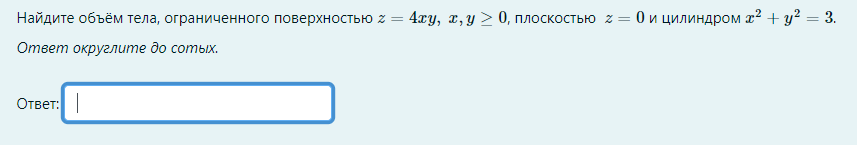 Найдите объём тела, ограниченного поверхностью z = 4xy, x, y ≥ 0, плоскостью z = 0 и цилиндром x² + y² = 3.
Ответ округлите до сотых.
Ответ: